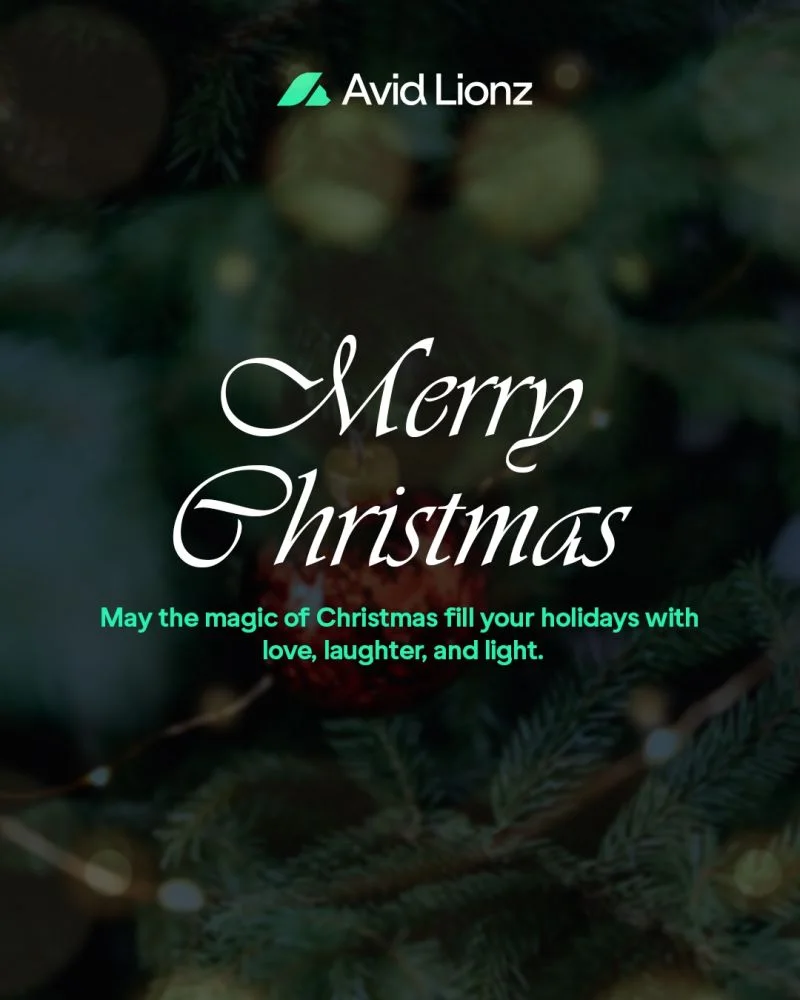 Avid Lionz
Merry
Christmas
May the magic of Christmas fill your holidays with
love, laughter, and light.